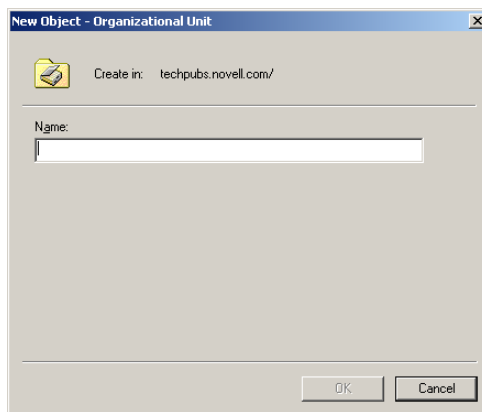 New Object - Organizational Unit
Create in: techpubs.novell.com/
Name:
OK Cancel